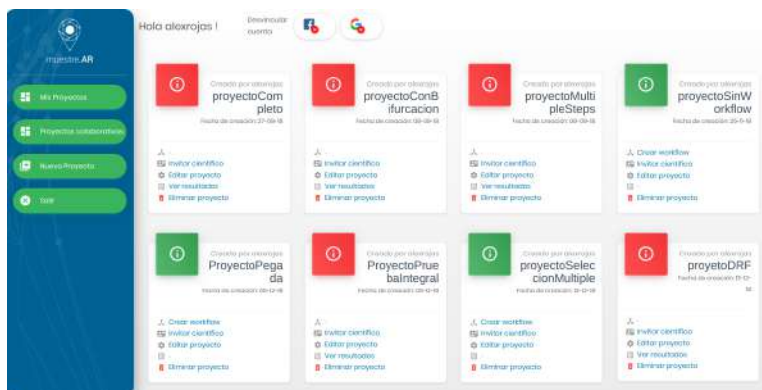 Hola alexrojas !
Desvincular
cuenta
muestre.AR
Mis Proyectos
Proyectos colaborativos
Nuevo Proyecto
Salir
Creado por alexrojas
proyectoCom
pleto
Fecha de creación: 27-09-18
-
Invitar científico
Editar proyecto
Ver resultados
Eliminar proyecto
Creado por alexrojas
proyectoConB
ifurcacion
-
Invitar científico
Editar proyecto
Ver resultados
Eliminar proyecto
Creado por alexrojas
proyectoMulti
pleSteps
-
Invitar científico
Editar proyecto
Ver resultados
Eliminar proyecto
Creado por alexrojas
proyectoSinW
orkflow
Crear workflow
Invitar científico
Editar proyecto
Eliminar proyecto
Creado por alexrojas
ProyectoPega
da
Crear workflow
Invitar científico
Editar proyecto
-
Eliminar proyecto
Creado por alexrojas
ProyectoPrue
baIntegral
-
Invitar científico
Editar proyecto
Ver resultados
Eliminar proyecto
Creado por alexrojas
proyectoSelec
cionMultiple
Crear workflow
Invitar científico
Editar proyecto
-
Eliminar proyecto
Creado por alexrojas
proyetoDRF
-
Invitar científico
Editar proyecto
Ver resultados
Eliminar proyecto